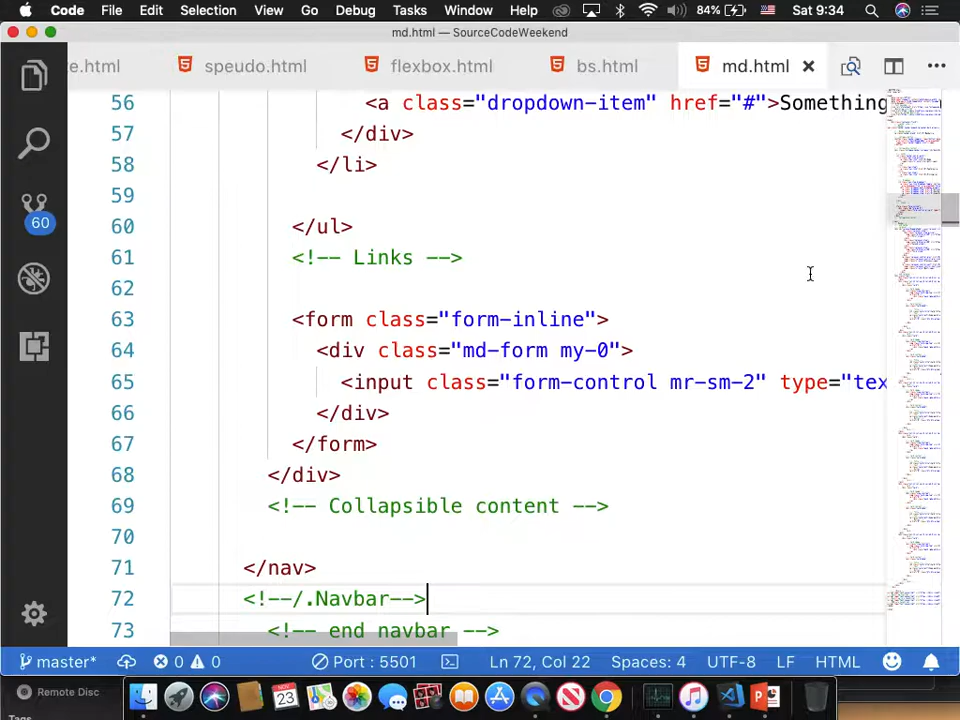 Code File Edit Selection View Go Debug Tasks Window Help 84% Sat 9:34
md.html — SourceCodeWeekend
e.html speudo.html flexbox.html bs.html md.html
56 <a class="dropdown-item" href="#">Something
57 </div>
58 </li>
59
60 </ul>
61 <!-- Links -->
62
63 <form class="form-inline">
64 <div class="md-form my-0">
65 <input class="form-control mr-sm-2" type="tex
66 </div>
67 </form>
68 </div>
69 <!-- Collapsible content -->
70
71 </nav>
72 <!--/.Navbar-->
73 <!-- end navbar -->
60
master* 0 0 Port : 5501 Ln 72, Col 22 Spaces: 4 UTF-8 LF HTML
Remote Disc
Tags
NOV
23